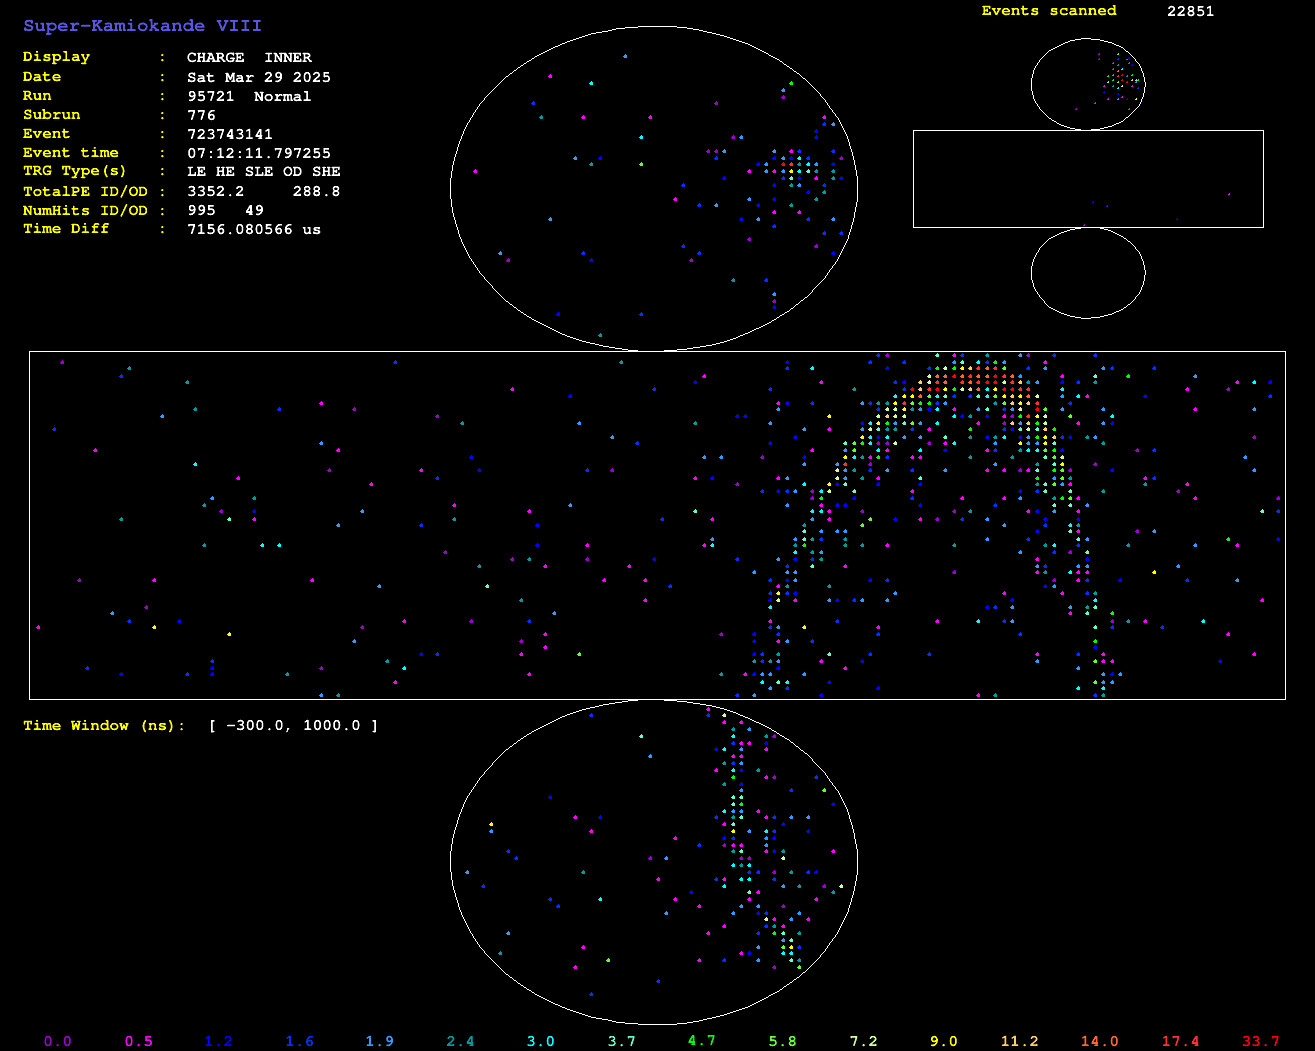 Super-Kamiokande VIII
Events scanned 22851
Display : CHARGE INNER
Date : Sat Mar 29 2025
Run : 95721 Normal
Subrun : 776
Event : 723743141
Event time : 07:12:11.797255
TRG Type(s) : LE HE SLE OD SHE
TotalPE ID/OD : 3352.2 288.8
NumHits ID/OD : 995 49
Time Diff : 7156.080566 us
Time Window (ns): [ -300.0, 1000.0 ]
0.0 0.5 1.2 1.6 1.9 2.4 3.0 3.7 4.7 5.8 7.2 9.0 11.2 14.0 17.4 33.7